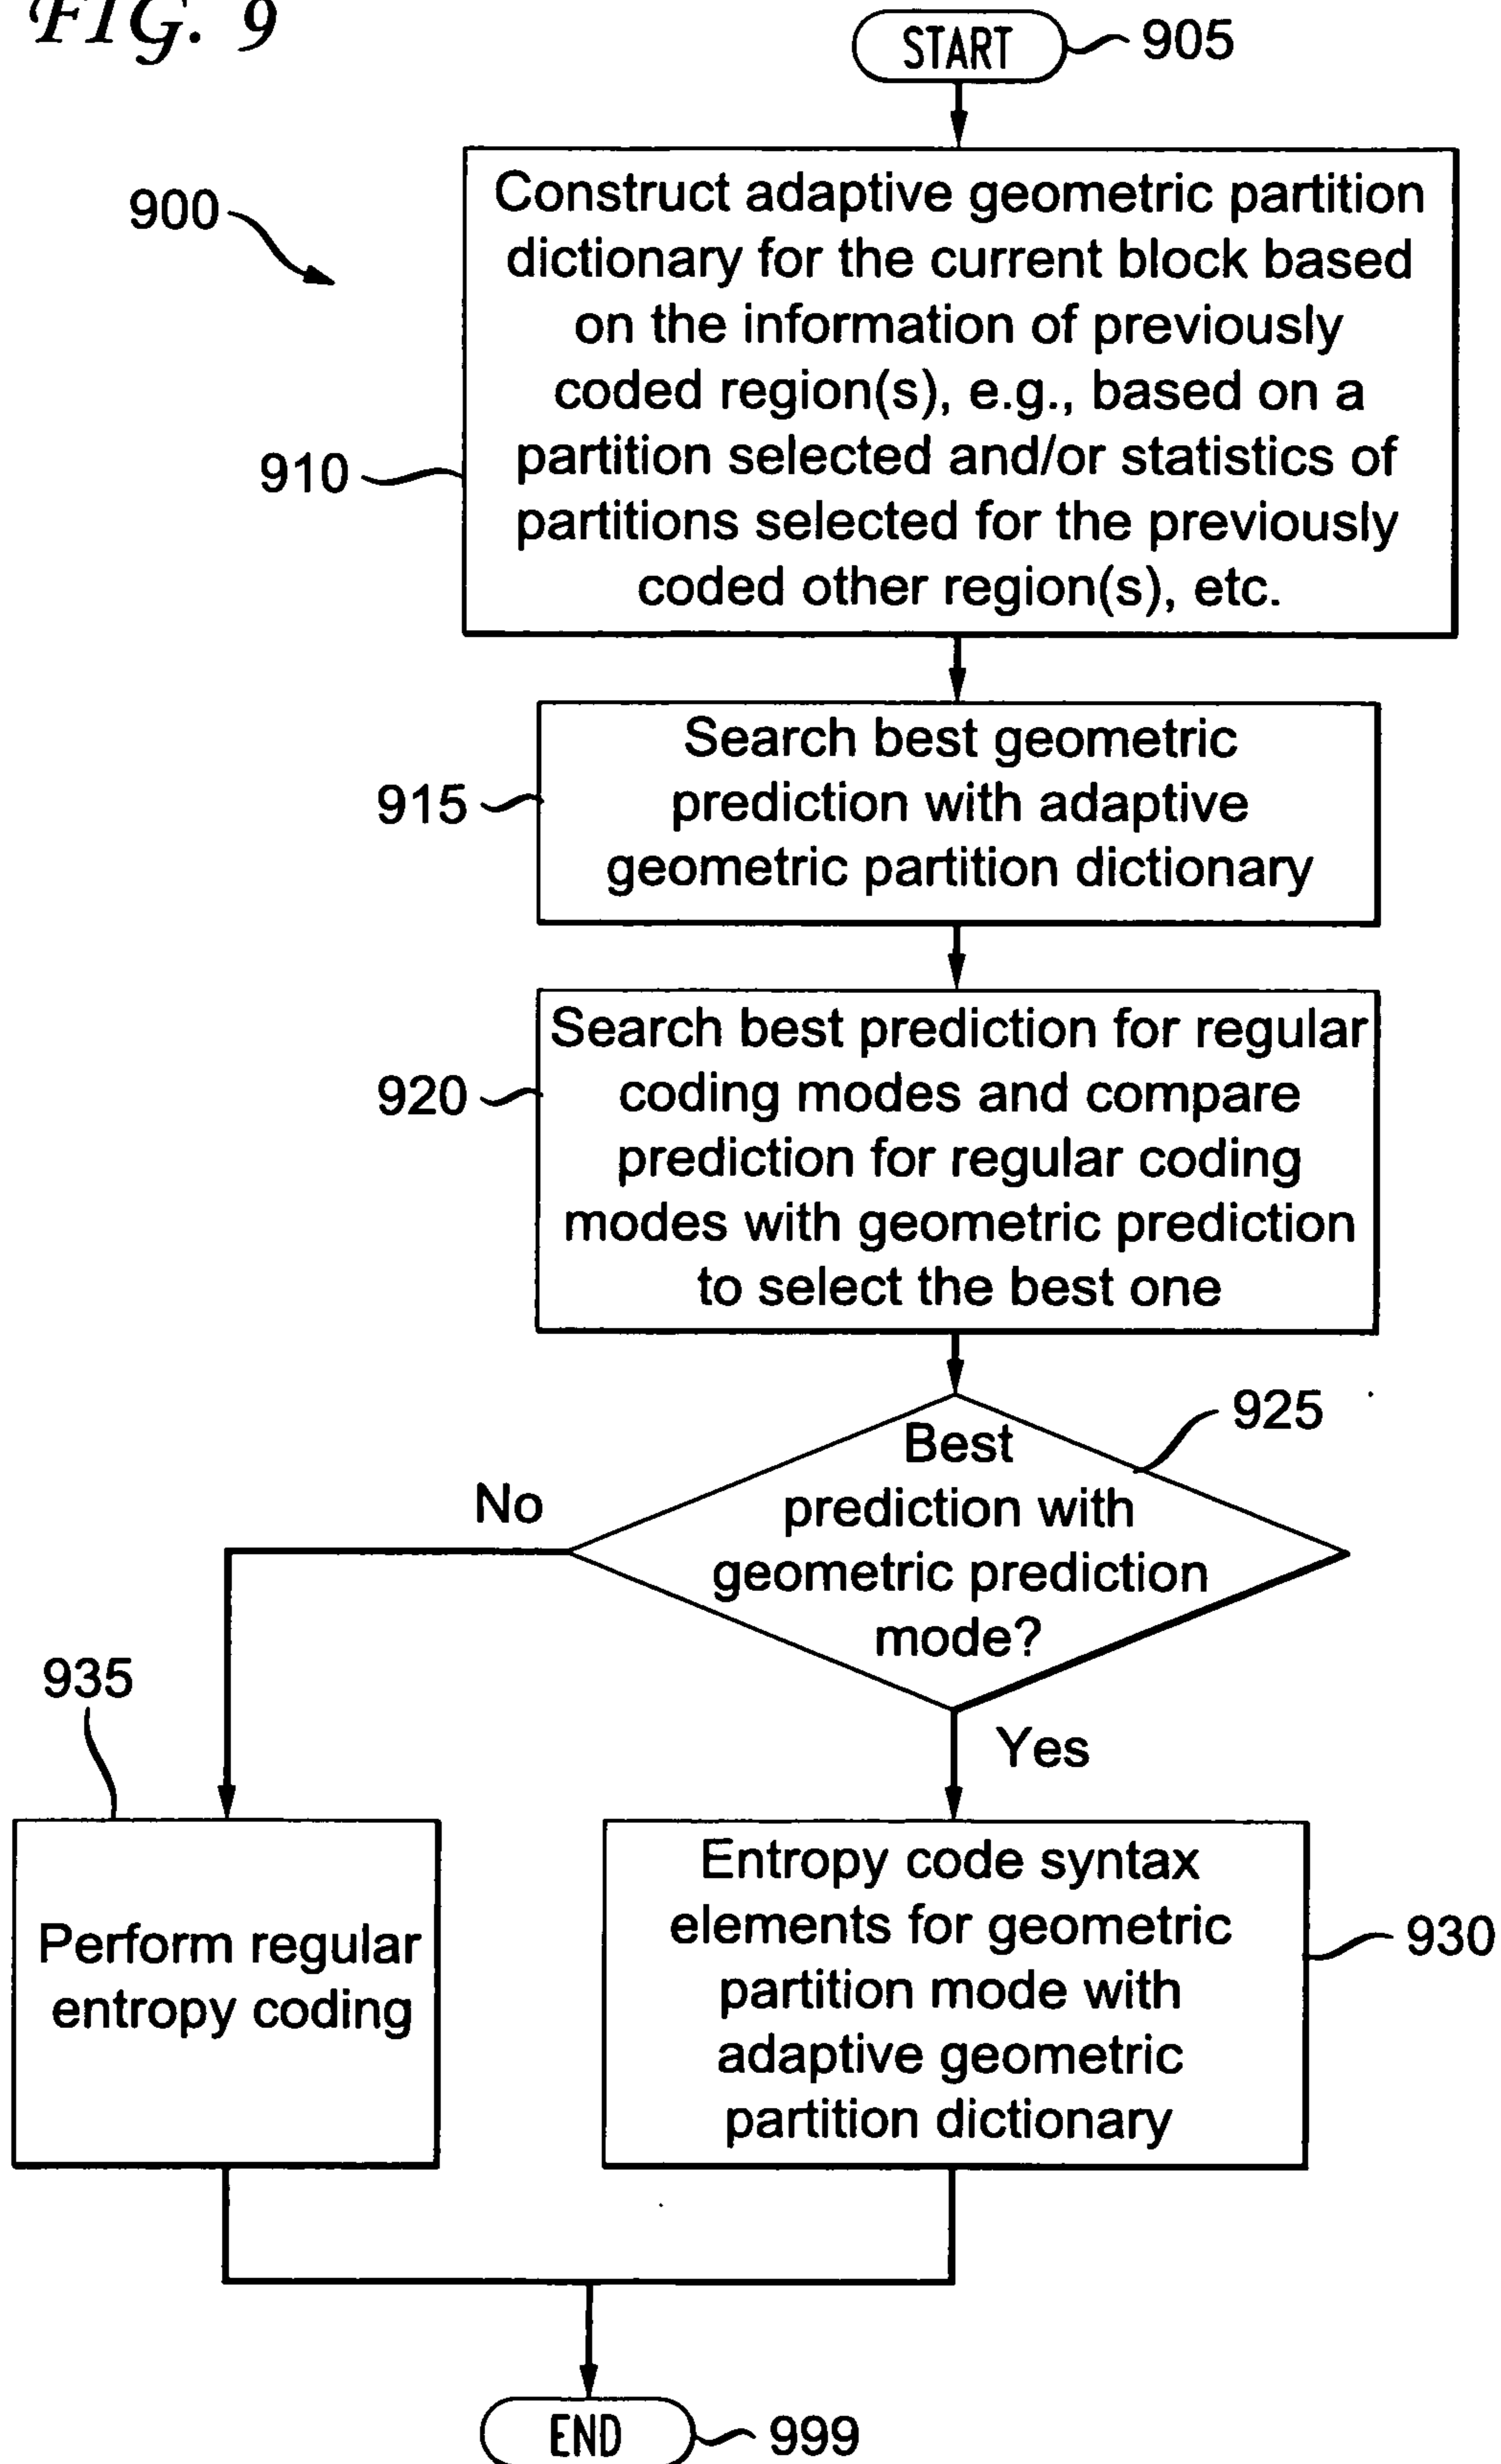 FIG. 9
START
905
900
Construct adaptive geometric partition
dictionary for the current block based
on the information of previously
coded region(s), e.g., based on a
partition selected and/or statistics of
partitions selected for the previously
coded other region(s), etc.
910
Search best geometric
prediction with adaptive
geometric partition dictionary
915
Search best prediction for regular
coding modes and compare
prediction for regular coding
modes with geometric prediction
to select the best one
920
925
Best
prediction with
geometric prediction
mode?
No
Yes
935
Perform regular
entropy coding
Entropy code syntax
elements for geometric
partition mode with
adaptive geometric
partition dictionary
930
END
999